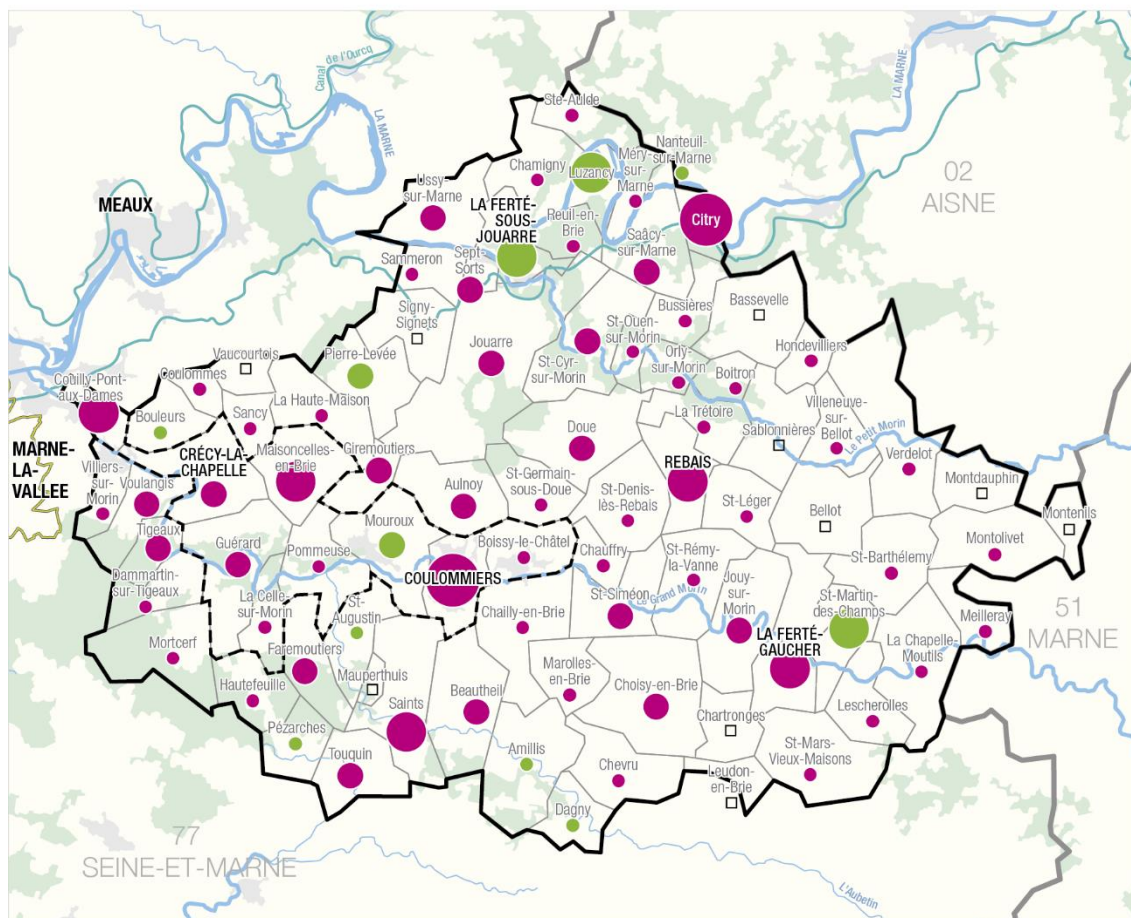 Canal de l'Ourcq
LA MARNE
LA MARNE
Ste-Aulde
Nanteuil-
sur-Marne
Chamigny
Luzancy
Méry-
sur-
Marne
02
AISNE
MEAUX
Ussy-
sur-Marne
LA FERTÉ-
SOUS-
JOUARRE
Reuil-en-
Brie
Citry
Saâcy-
sur-Marne
Sammeron
Sept-
Sorts
Signy-
Signets
Bussières
Bassevelle
St-Ouen-
sur-Morin
Hondevilliers
Vaucourtois
Pierre-Levée
Jouarre
St-Cyr-
sur-Morin
Orly-
sur-Morin
Boitron
Couilly-Pont-
aux-Dames
Coulommes
La Haute-Maison
Bouleurs
Sancy
La Trétoire
Villeneuve-
sur-Bellot
Sablonnières
Le Petit Morin
MARNE-
LA-
VALLEE
CRÉCY-LA-
CHAPELLE
Maisoncelles-
en-Brie
Giremoutiers
Doue
REBAIS
Verdelot
Montdauphin
Villiers-
sur-
Morin
Voulangis
Aulnoy
St-Germain-
sous-Doue
St-Denis-
lès-Rebais
St-Léger
Bellot
Montenils
Tigeaux
Guérard
Pommeuse
Mouroux
Boissy-le-Châtel
Chauffry
St-Rémy-
la-Vanne
St-Barthélemy
Montolivet
Dammartin-
sur-Tigeaux
La Celle-
sur-Morin
St-
Augustin
COULOMMIERS
Chailly-en-Brie
St-Siméon
Le Grand Morin
Jouy-
sur-
Morin
St-Martin-
des-Champs
Meilleray
51
MARNE
Mortcerf
Faremoutiers
Mauperthuis
Marolles-
en-Brie
LA FERTÉ-
GAUCHER
La Chapelle-
Moutils
Hautefeuille
Saints
Beautheil
Choisy-en-Brie
Chartronges
Lescherolles
Pézarches
Touquin
Amillis
Chevru
Leudon-
en-Brie
St-Mars-
Vieux-Maisons
Dagny
77
SEINE-ET-MARNE
L'Aubetin